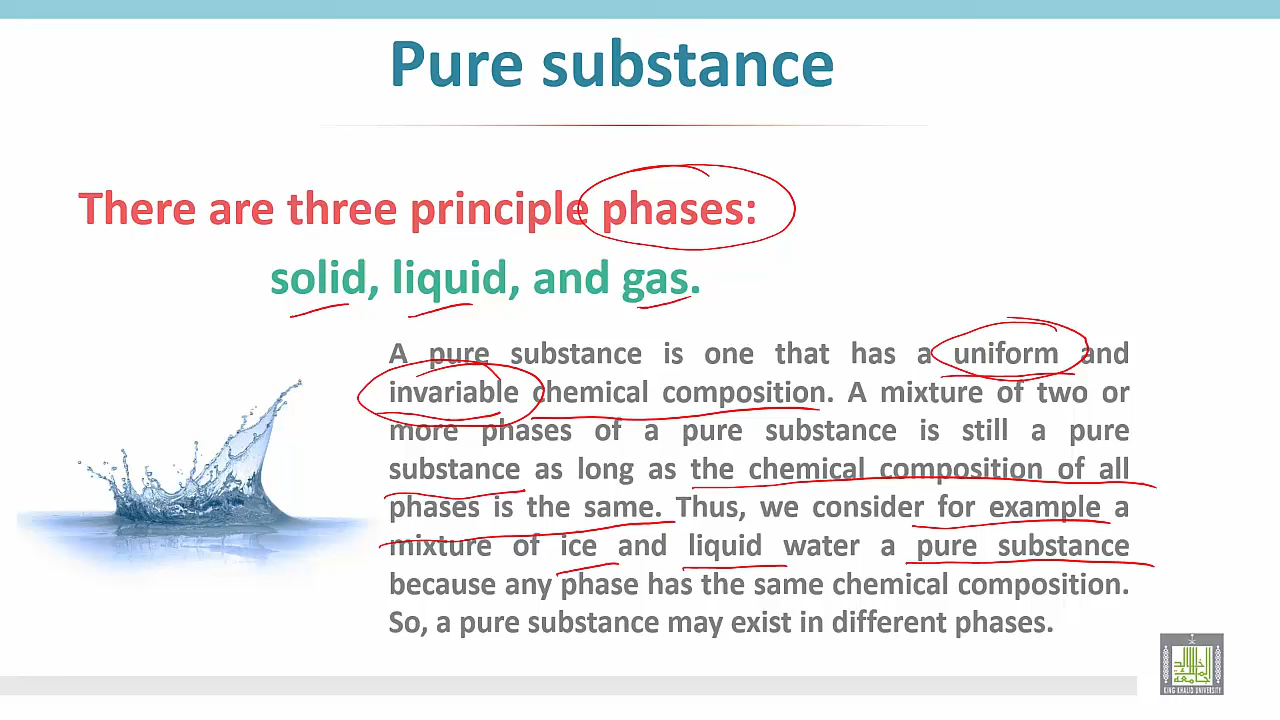 Pure substance
There are three principle phases:
solid, liquid, and gas.
A pure substance is one that has a uniform and
invariable chemical composition. A mixture of two or
more phases of a pure substance is still a pure
substance as long as the chemical composition of all
phases is the same. Thus, we consider for example a
mixture of ice and liquid water a pure substance
because any phase has the same chemical composition.
So, a pure substance may exist in different phases.
KING KHALID UNIVERSITY